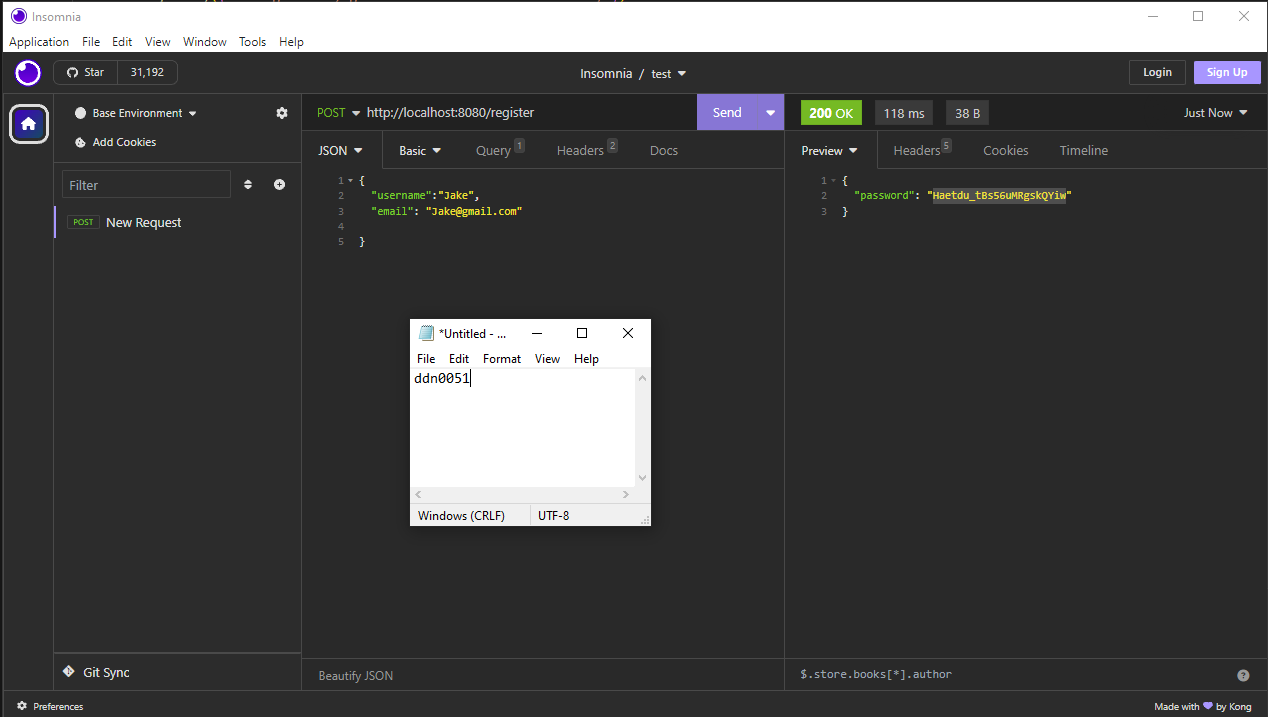 Insomnia
Application File Edit View Window Tools Help
Star 31,192
Insomnia / test
Login Sign Up
Base Environment
Add Cookies
Filter
POST New Request
POST http://localhost:8080/register Send
JSON Basic Query 1 Headers 2 Docs
1 {
2 "username":"Jake",
3 "email": "Jake@gmail.com"
4
5 }
200 OK 118 ms 38 B Just Now
Preview Headers 5 Cookies Timeline
1 {
2 "password": "Haetdu_tBs56uMRgskQYiw"
3 }
*Untitled - ...
File Edit Format View Help
ddn0051
Windows (CRLF) UTF-8
Git Sync
Beautify JSON
$.store.books[*].author
?
Preferences
Made with 💜 by Kong